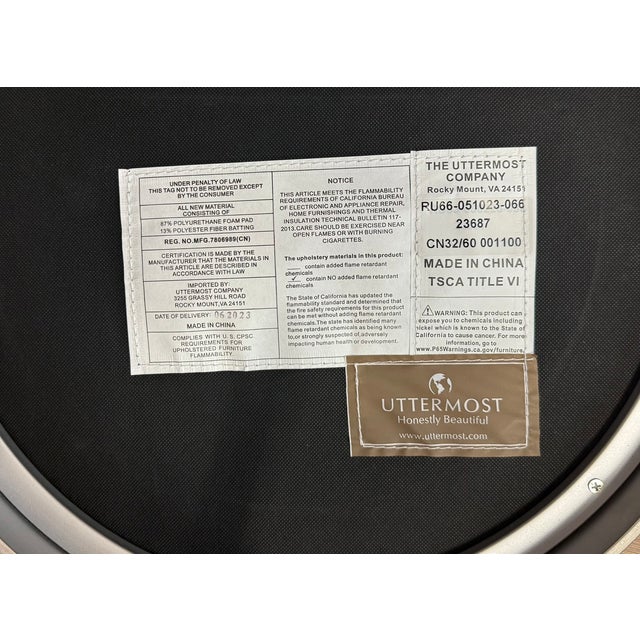 UNDER PENALTY OF LAW
THIS TAG NOT TO BE REMOVED EXCEPT
BY THE CONSUMER
ALL NEW MATERIAL
CONSISTING OF
87% POLYURETHANE FOAM PAD
13% POLYESTER FIBER BATTING
REG. NO.MFG.7806989(CN)
CERTIFICATION IS MADE BY THE
MANUFACTURER THAT THE MATERIALS IN
THIS ARTICLE ARE DESCRIBED IN
ACCORDANCE WITH LAW
IMPORTED BY:
UTTERMOST COMPANY
3255 GRASSY HILL ROAD
ROCKY MOUNT,VA 24151
DATE OF DELIVERY: 062023
MADE IN CHINA
COMPLIES WITH U.S. CPSC
REQUIREMENTS FOR
UPHOLSTERED FURNITURE
FLAMMABILITY.
NOTICE
THIS ARTICLE MEETS THE FLAMMABILITY
REQUIREMENTS OF CALIFORNIA BUREAU
OF ELECTRONIC AND APPLIANCE REPAIR,
HOME FURNISHINGS AND THERMAL
INSULATION TECHNICAL BULLETIN 117-
2013.CARE SHOULD BE EXERCISED NEAR
OPEN FLAMES OR WITH BURNING
CIGARETTES.
The upholstery materials in this product:
contain added flame retardant
chemicals
✓ contain NO added flame retardant
chemicals
The State of California has updated the
flammability standard and determined that
the fire safety requirements for this product
can be met without adding flame retardant
chemicals.The state has identified many
flame retardant chemicals as being known
to,or strongly suspected of,adversely
impacting human health or development.
THE UTTERMOST
COMPANY
Rocky Mount, VA 24151
RU66-051023-066
23687
CN32/60 001100
MADE IN CHINA
TSCA TITLE VI
⚠WARNING: This product can
expose you to chemicals including
nickel which is known to the State of
California to cause cancer. For more
information, go to
www.P65Warnings.ca.gov/furniture.
UTTERMOST
Honestly Beautiful
www.uttermost.com